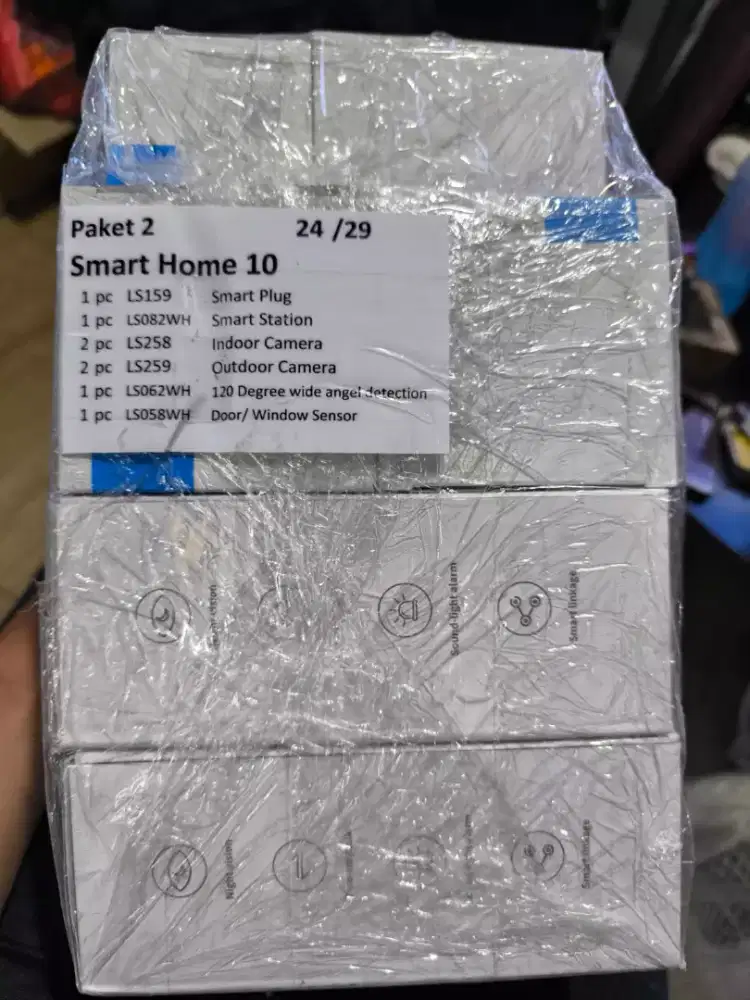 Paket 2 24 /29
Smart Home 10
1 pc LS159 Smart Plug
1 pc LS082WH Smart Station
2 pc LS258 Indoor Camera
2 pc LS259 Outdoor Camera
1 pc LS062WH 120 Degree wide angel detection
1 pc LS058WH Door/ Window Sensor
Sound-light alarm
Smart linkage
Night vision
Smart linkage